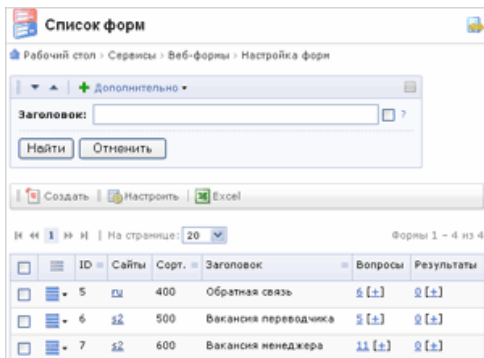 Список форм
Рабочий стол › Сервисы › Веб-формы › Настройка форм
Дополнительно
Заголовок: ?
Найти Отменить
Создать Настроить Excel
1 На странице: 20 Формы 1 – 4 из 4
ID Сайты Сорт. Заголовок Вопросы Результаты
5 ru 400 Обратная связь 6 [+] 0 [+]
6 s2 500 Вакансия переводчика 5 [+] 0 [+]
7 s2 600 Вакансия менеджера 11 [+] 0 [+]